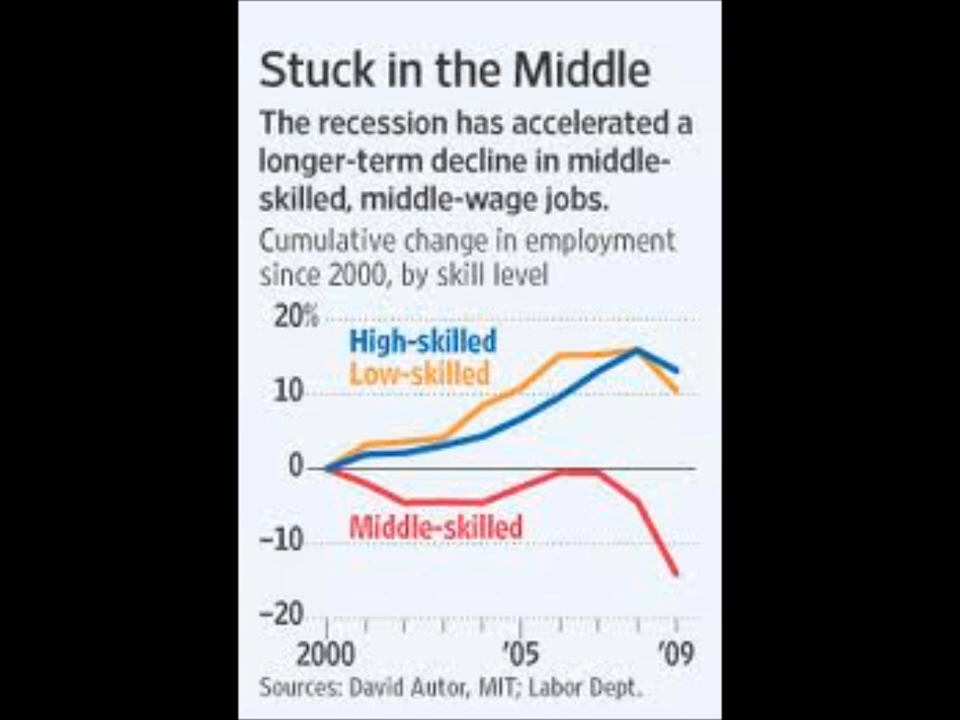 Stuck in the Middle
The recession has accelerated a
longer-term decline in middle-
skilled, middle-wage jobs.
Cumulative change in employment
since 2000, by skill level
20%
High-skilled
Low-skilled
10
0
Middle-skilled
–10
–20
2000 '05 '09
Sources: David Autor, MIT; Labor Dept.